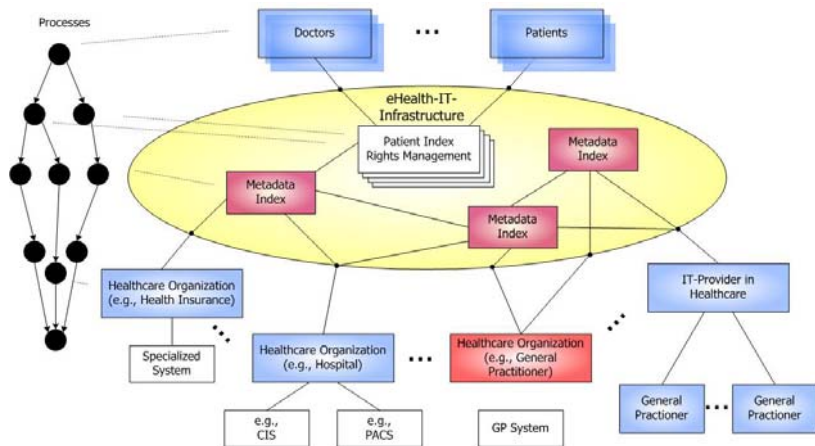 Processes
Doctors
...
Patients
eHealth-IT-
Infrastructure
Patient Index
Rights Management
Metadata
Index
Metadata
Index
Metadata
Index
Healthcare Organization
(e.g., Health Insurance)
IT-Provider in
Healthcare
Specialized
System
...
Healthcare Organization
(e.g., Hospital)
...
Healthcare Organization
(e.g., General
Practitioner)
...
General
Practioner
...
General
Practioner
e.g.,
CIS
e.g.,
PACS
GP System